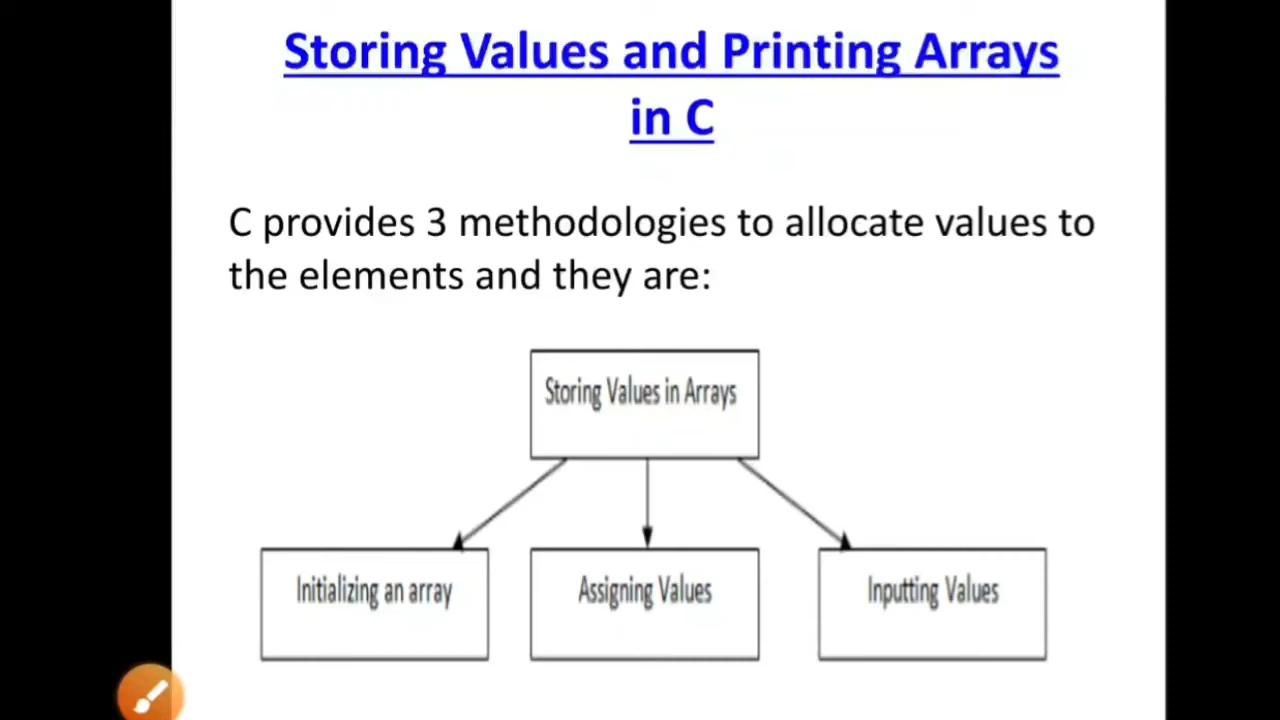 Storing Values and Printing Arrays
in C
C provides 3 methodologies to allocate values to
the elements and they are:
Storing Values in Arrays
Initializing an array
Assigning Values
Inputting Values